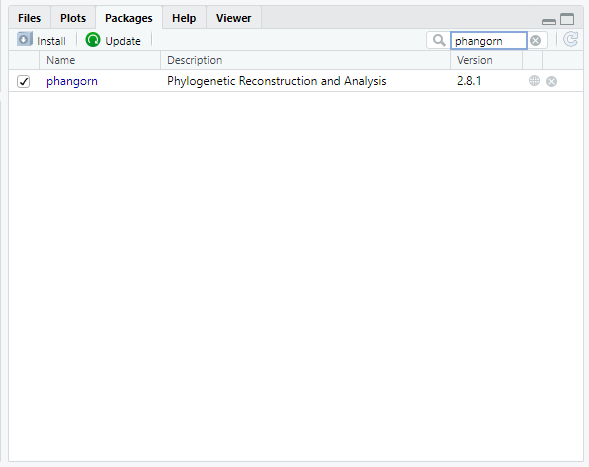 Files Plots Packages Help Viewer
Install Update phangorn
Name Description Version
phangorn Phylogenetic Reconstruction and Analysis 2.8.1